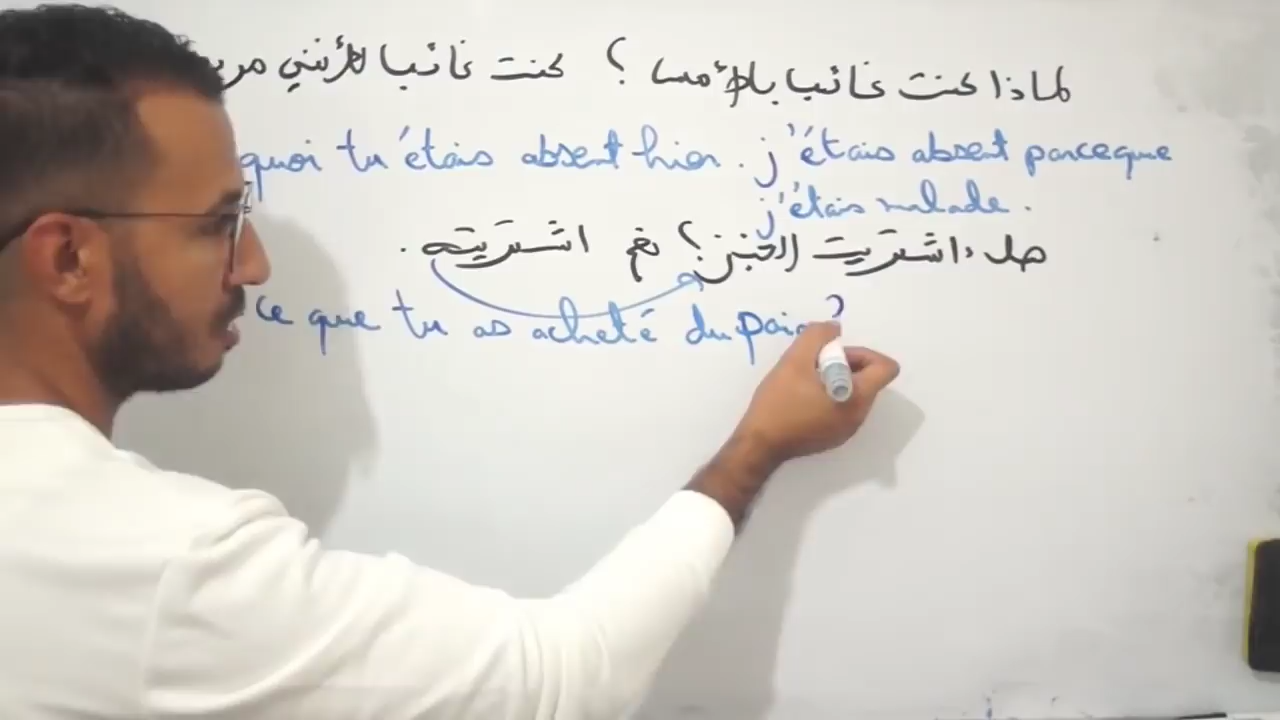 لماذا كنت غائبا بالأمس ؟ كنت غائبا لأنني
quoi tu étais absent hier. j'étais absent parceque
j'étais malade.
هل اشتريت الخبز؟ نعم اشتريته.
ce que tu as acheté du pain?